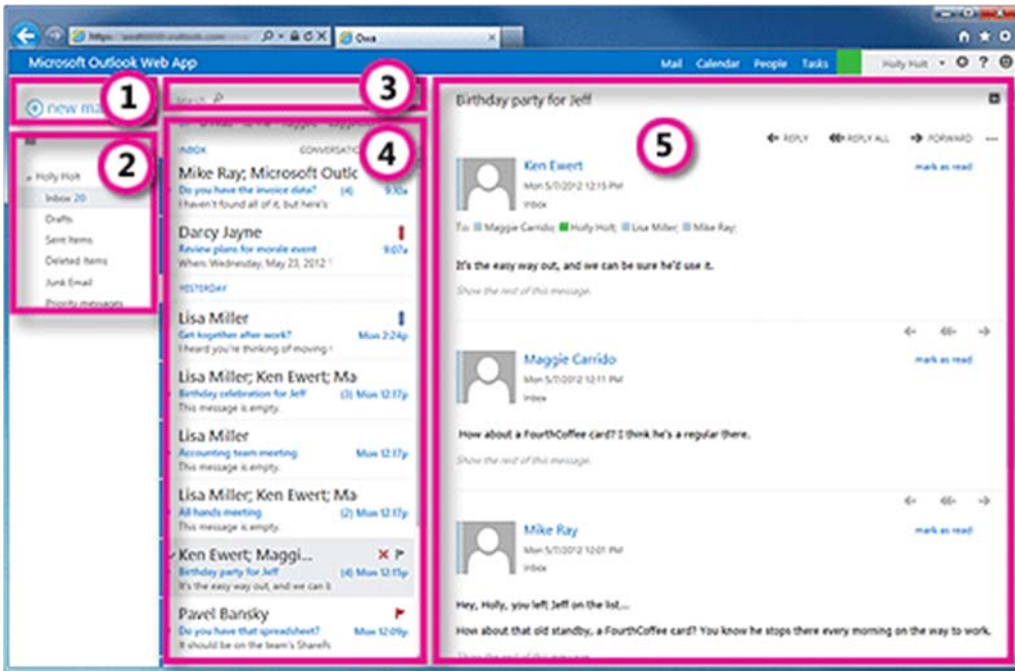 Owa
Microsoft Outlook Web App
Mail Calendar People Tasks Holly Holt
1
new
2
Holly Holt
Inbox 20
Drafts
Sent Items
Deleted Items
Junk Email
Priority messages
3
4
INBOX
Mike Ray; Microsoft Outlo
Do you have the invoice data? (4) 9:10a
I haven't found all of it, but here's
Darcy Jayne
Review plans for morale event 9:07a
When: Wednesday, May 23, 2012
YESTERDAY
Lisa Miller
Get together after work? Mon 2:24p
I heard you're thinking of moving
Lisa Miller; Ken Ewert; Ma
Birthday celebration for Jeff (3) Mon 12:17p
This message is empty.
Lisa Miller
Accounting team meeting Mon 12:17p
This message is empty.
Lisa Miller; Ken Ewert; Ma
All hands meeting (2) Mon 12:17p
This message is empty.
Ken Ewert; Maggi...
Birthday party for Jeff (4) Mon 12:15p
It's the easy way out, and we can b
Pavel Bansky
Do you have that spreadsheet? Mon 12:09p
It should be on the team's
5
Birthday party for Jeff
REPLY REPLY ALL FORWARD ...
Ken Ewert mark as read
Mon 5/7/2012 12:15 PM
Inbox
To: Maggie Carrido; Holly Holt; Lisa Miller; Mike Ray;
It's the easy way out, and we can be sure he'd use it.
Show the rest of this message.
Maggie Carrido mark as read
Mon 5/7/2012 12:11 PM
Inbox
How about a FourthCoffee card? I think he's a regular there.
Show the rest of this message.
Mike Ray mark as read
Mon 5/7/2012 12:01 PM
Inbox
Hey, Holly, you left Jeff on the list...
How about that old standby, a FourthCoffee card? You know he stops there every morning on the way to work.